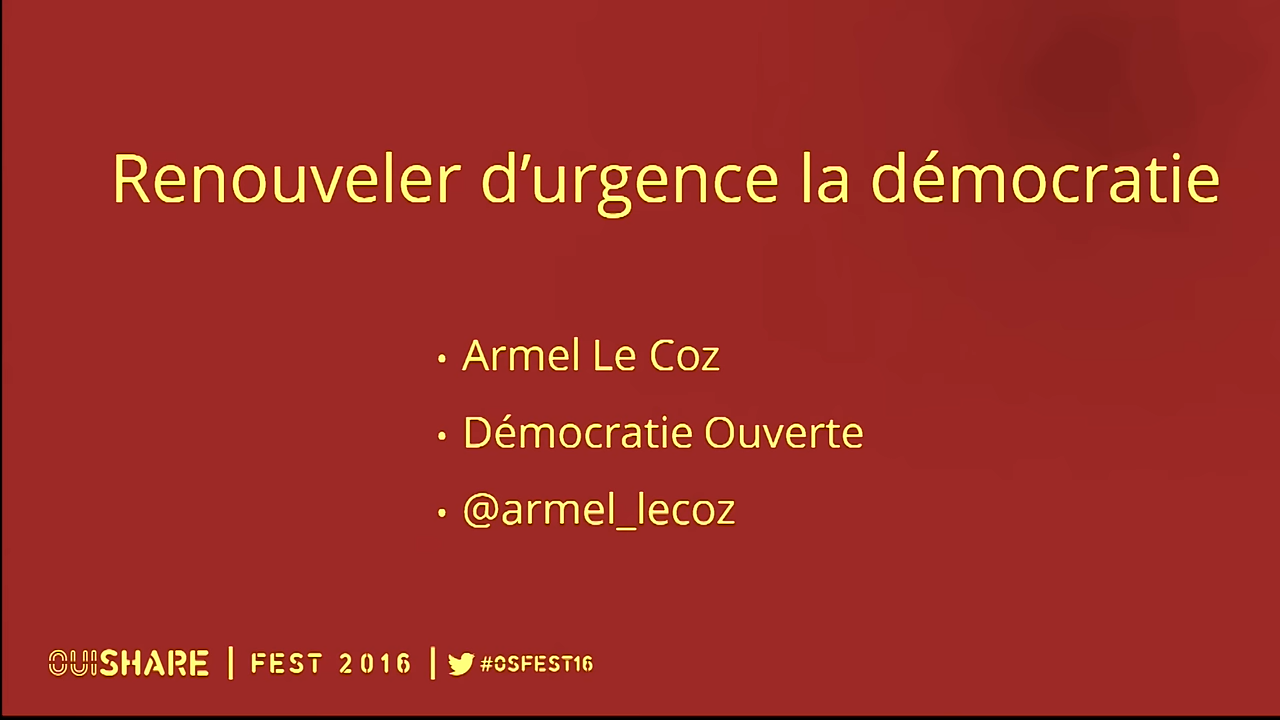 Renouveler d’urgence la démocratie
• Armel Le Coz
• Démocratie Ouverte
• @armel_lecoz
OUISHARE | FEST 2016 | #OSFEST16